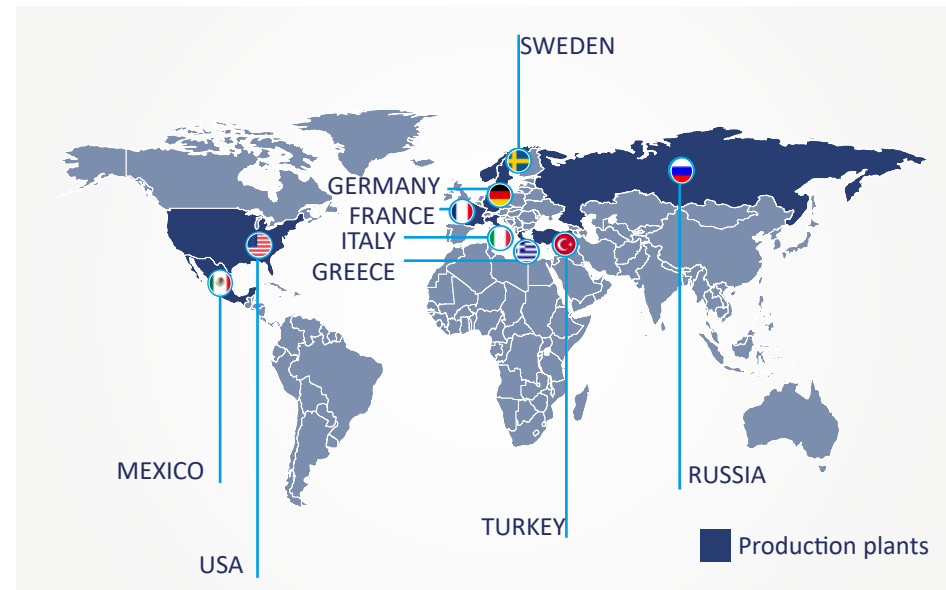 SWEDEN
GERMANY
FRANCE
ITALY
GREECE
MEXICO
RUSSIA
TURKEY
USA
Production plants